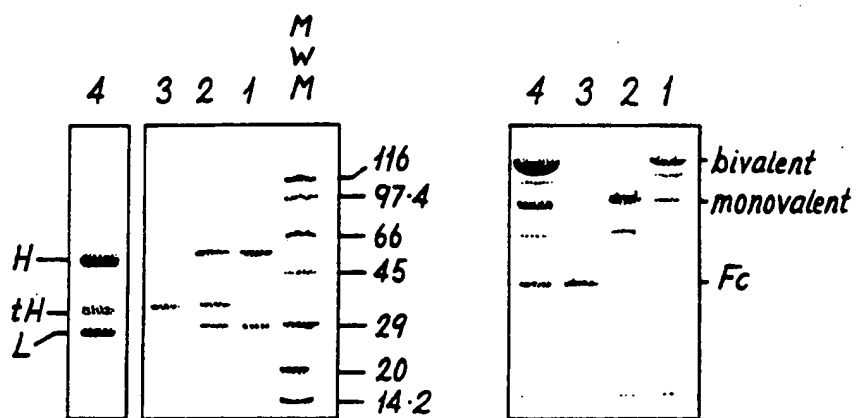 M
W
4 3 2 1 M
4 3 2 1
116
97·4
66
45
29
20
14·2
H
tH
L
bivalent
monovalent
Fc